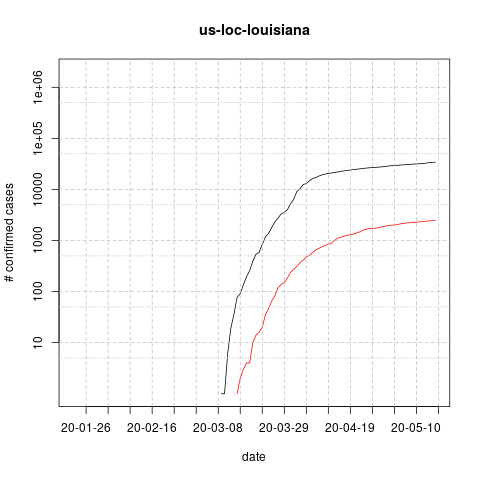 us-loc-louisiana
# confirmed cases
1e+06
1e+05
10000
1000
100
10
20-01-26 20-02-16 20-03-08 20-03-29 20-04-19 20-05-10
date